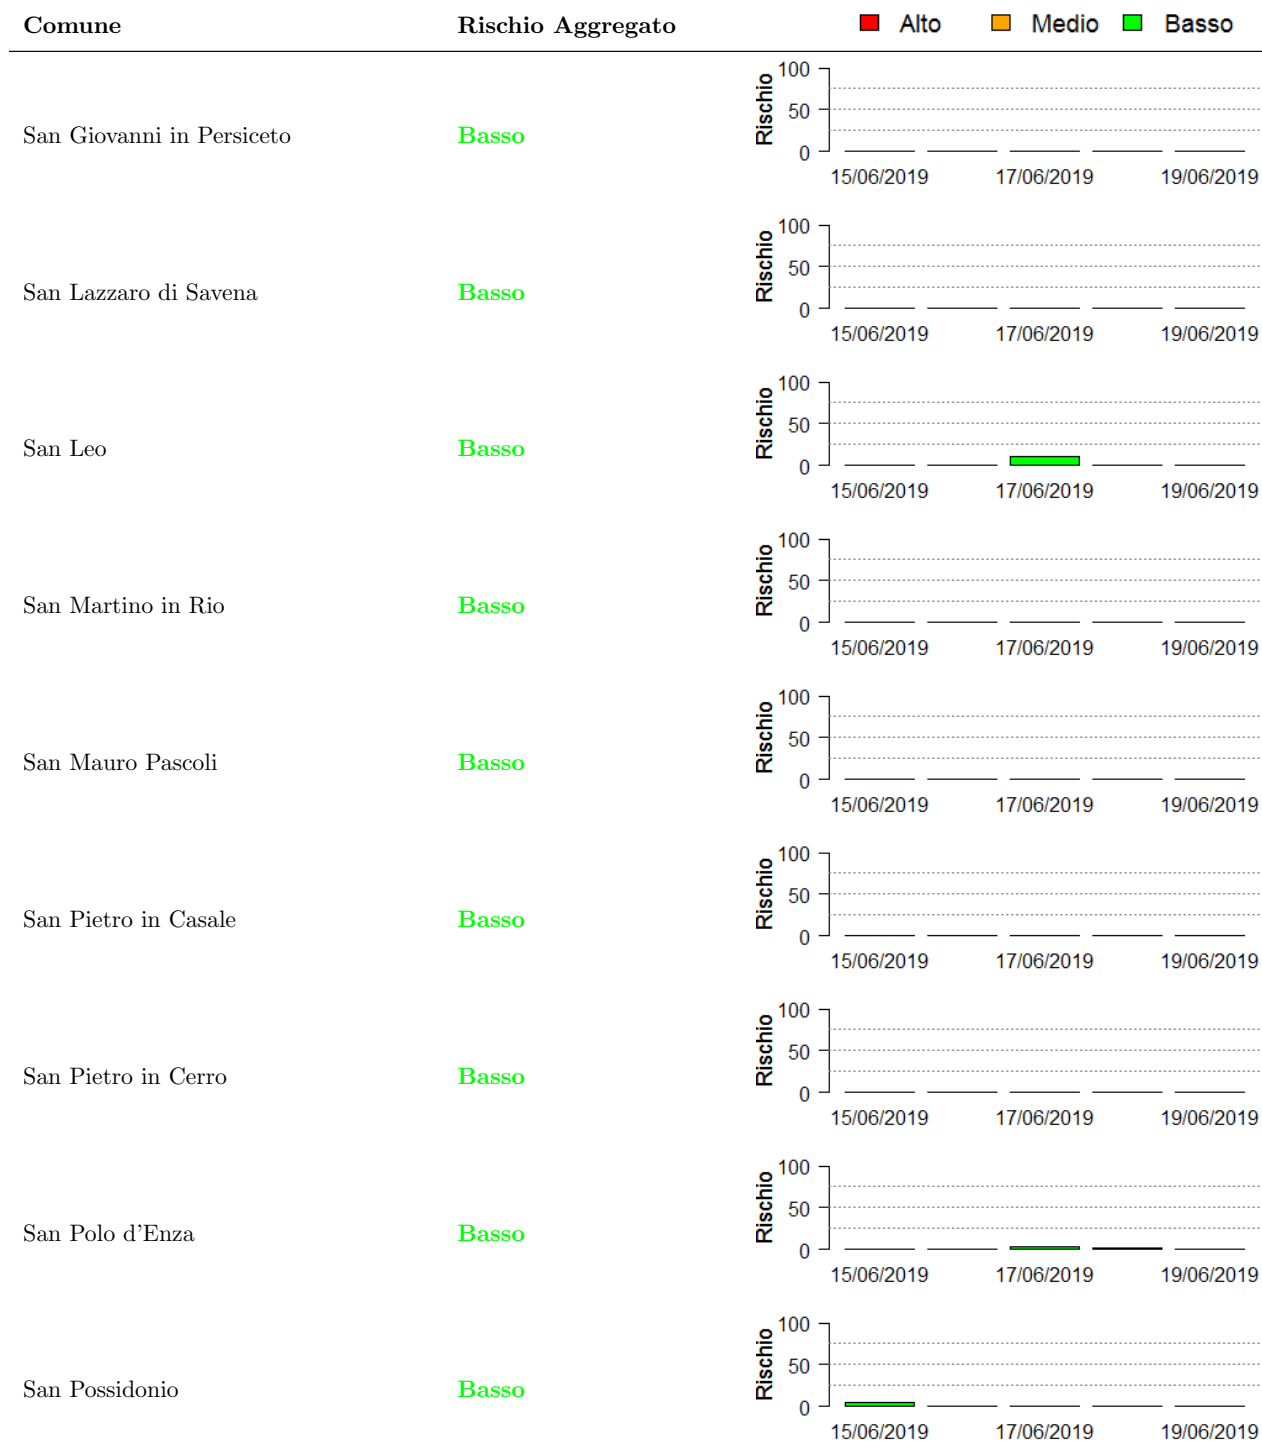 Comune Rischio Aggregato Alto Medio Basso
San Giovanni in Persiceto Basso
Rischio
100
50
0
15/06/2019 17/06/2019 19/06/2019
San Lazzaro di Savena Basso
Rischio
100
50
0
15/06/2019 17/06/2019 19/06/2019
San Leo Basso
Rischio
100
50
0
15/06/2019 17/06/2019 19/06/2019
San Martino in Rio Basso
Rischio
100
50
0
15/06/2019 17/06/2019 19/06/2019
San Mauro Pascoli Basso
Rischio
100
50
0
15/06/2019 17/06/2019 19/06/2019
San Pietro in Casale Basso
Rischio
100
50
0
15/06/2019 17/06/2019 19/06/2019
San Pietro in Cerro Basso
Rischio
100
50
0
15/06/2019 17/06/2019 19/06/2019
San Polo d'Enza Basso
Rischio
100
50
0
15/06/2019 17/06/2019 19/06/2019
San Possidonio Basso
Rischio
100
50
0
15/06/2019 17/06/2019 19/06/2019